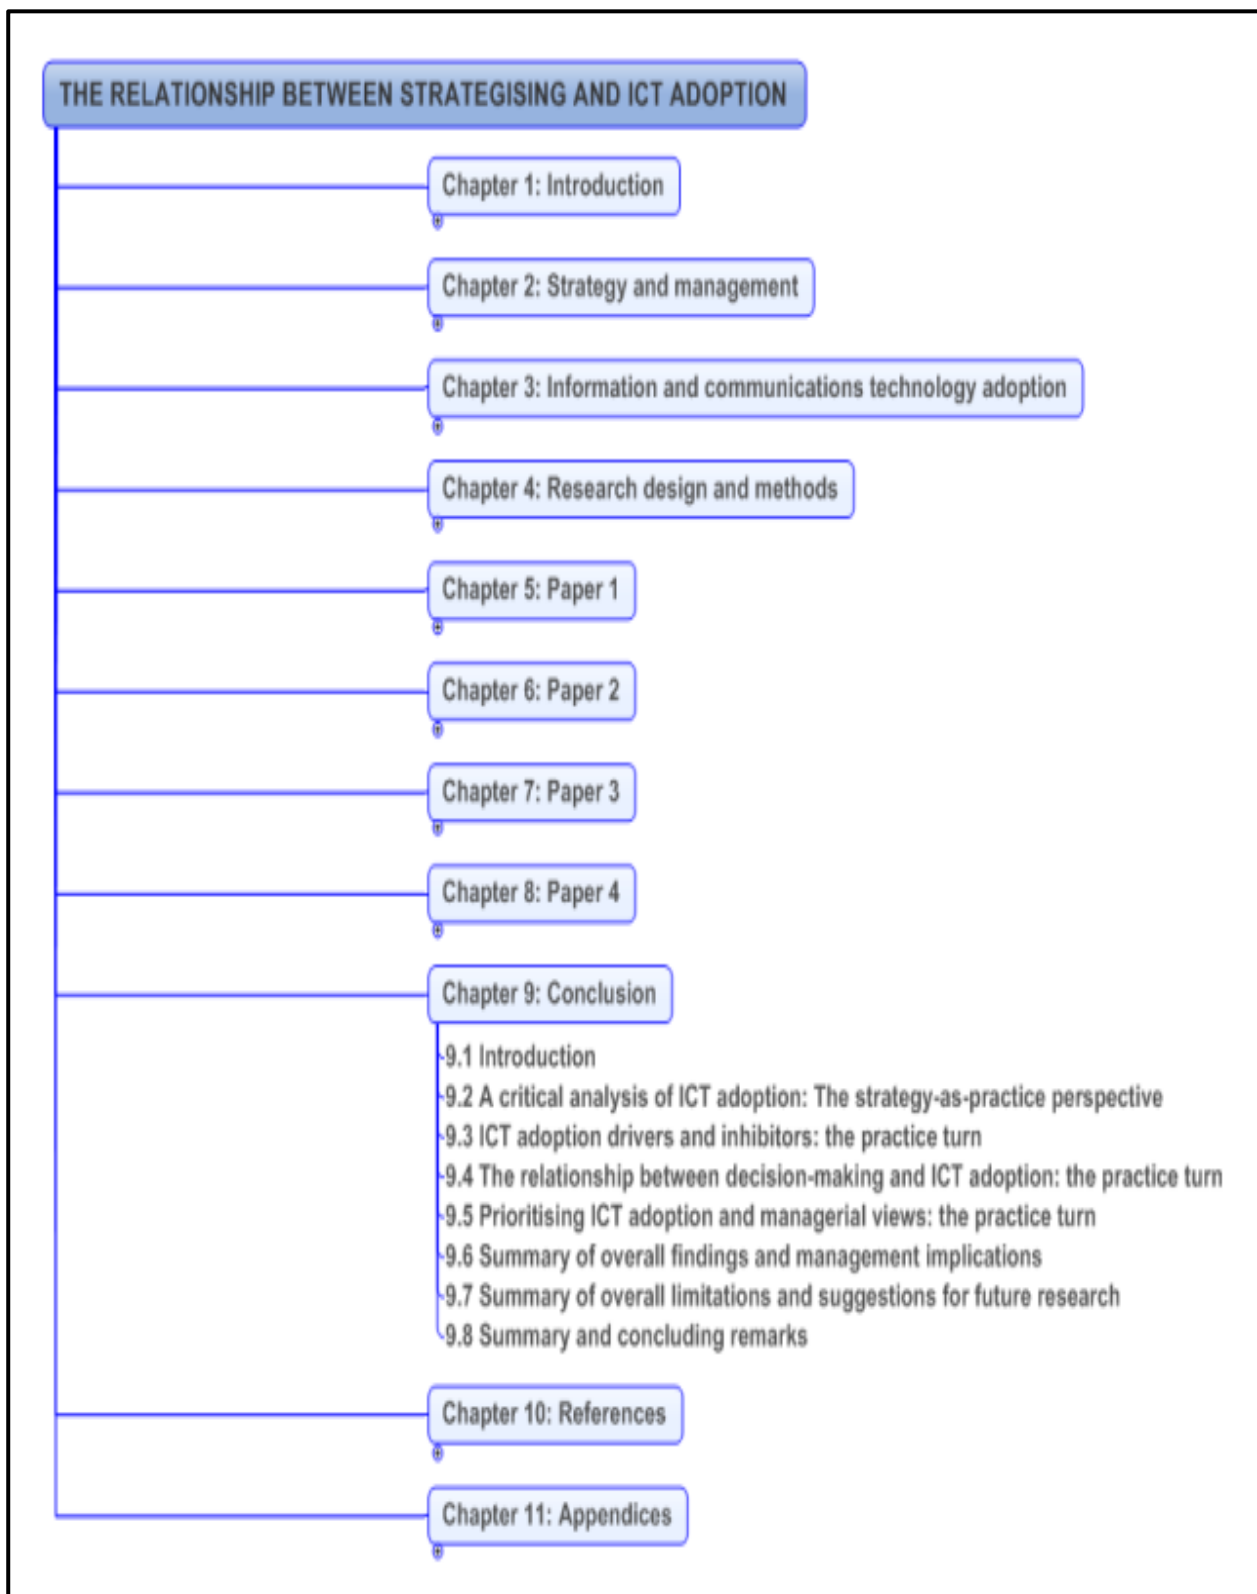 THE RELATIONSHIP BETWEEN STRATEGISING AND ICT ADOPTION
Chapter 1: Introduction
Chapter 2: Strategy and management
Chapter 3: Information and communications technology adoption
Chapter 4: Research design and methods
Chapter 5: Paper 1
Chapter 6: Paper 2
Chapter 7: Paper 3
Chapter 8: Paper 4
Chapter 9: Conclusion
9.1 Introduction
9.2 A critical analysis of ICT adoption: The strategy-as-practice perspective
9.3 ICT adoption drivers and inhibitors: the practice turn
9.4 The relationship between decision-making and ICT adoption: the practice turn
9.5 Prioritising ICT adoption and managerial views: the practice turn
9.6 Summary of overall findings and management implications
9.7 Summary of overall limitations and suggestions for future research
9.8 Summary and concluding remarks
Chapter 10: References
Chapter 11: Appendices